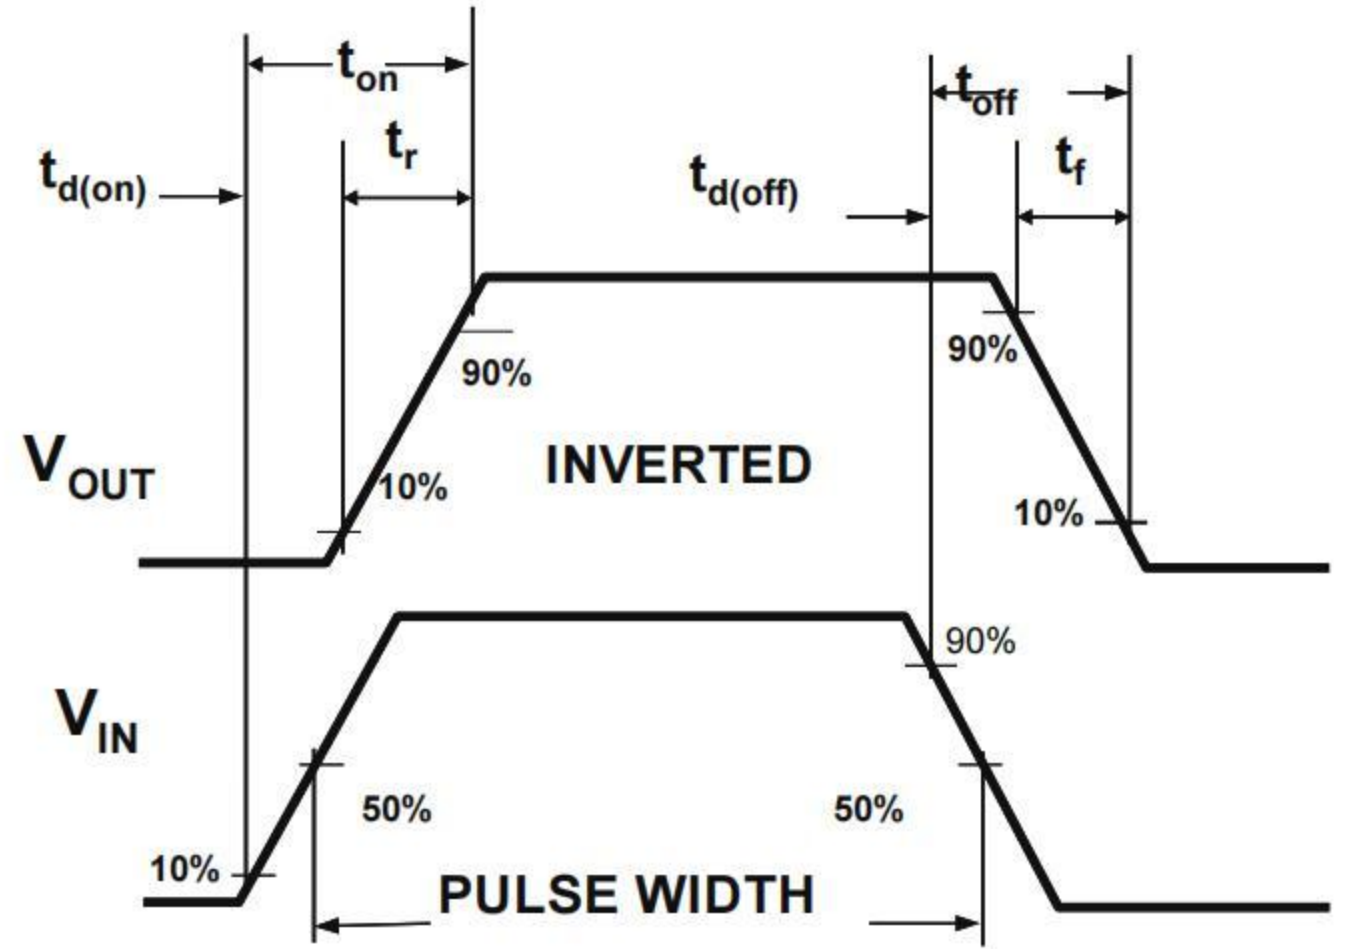 ton
toff
tr
tf
td(on)
td(off)
90%
90%
VOUT
INVERTED
10%
10%
90%
VIN
50%
50%
10%
PULSE WIDTH